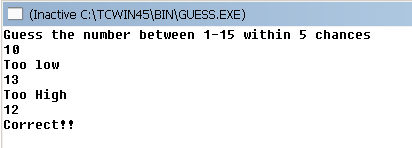 (Inactive C:\TCWIN45\BIN\GUESS.EXE)
Guess the number between 1-15 within 5 chances
10
Too low
13
Too High
12
Correct!!